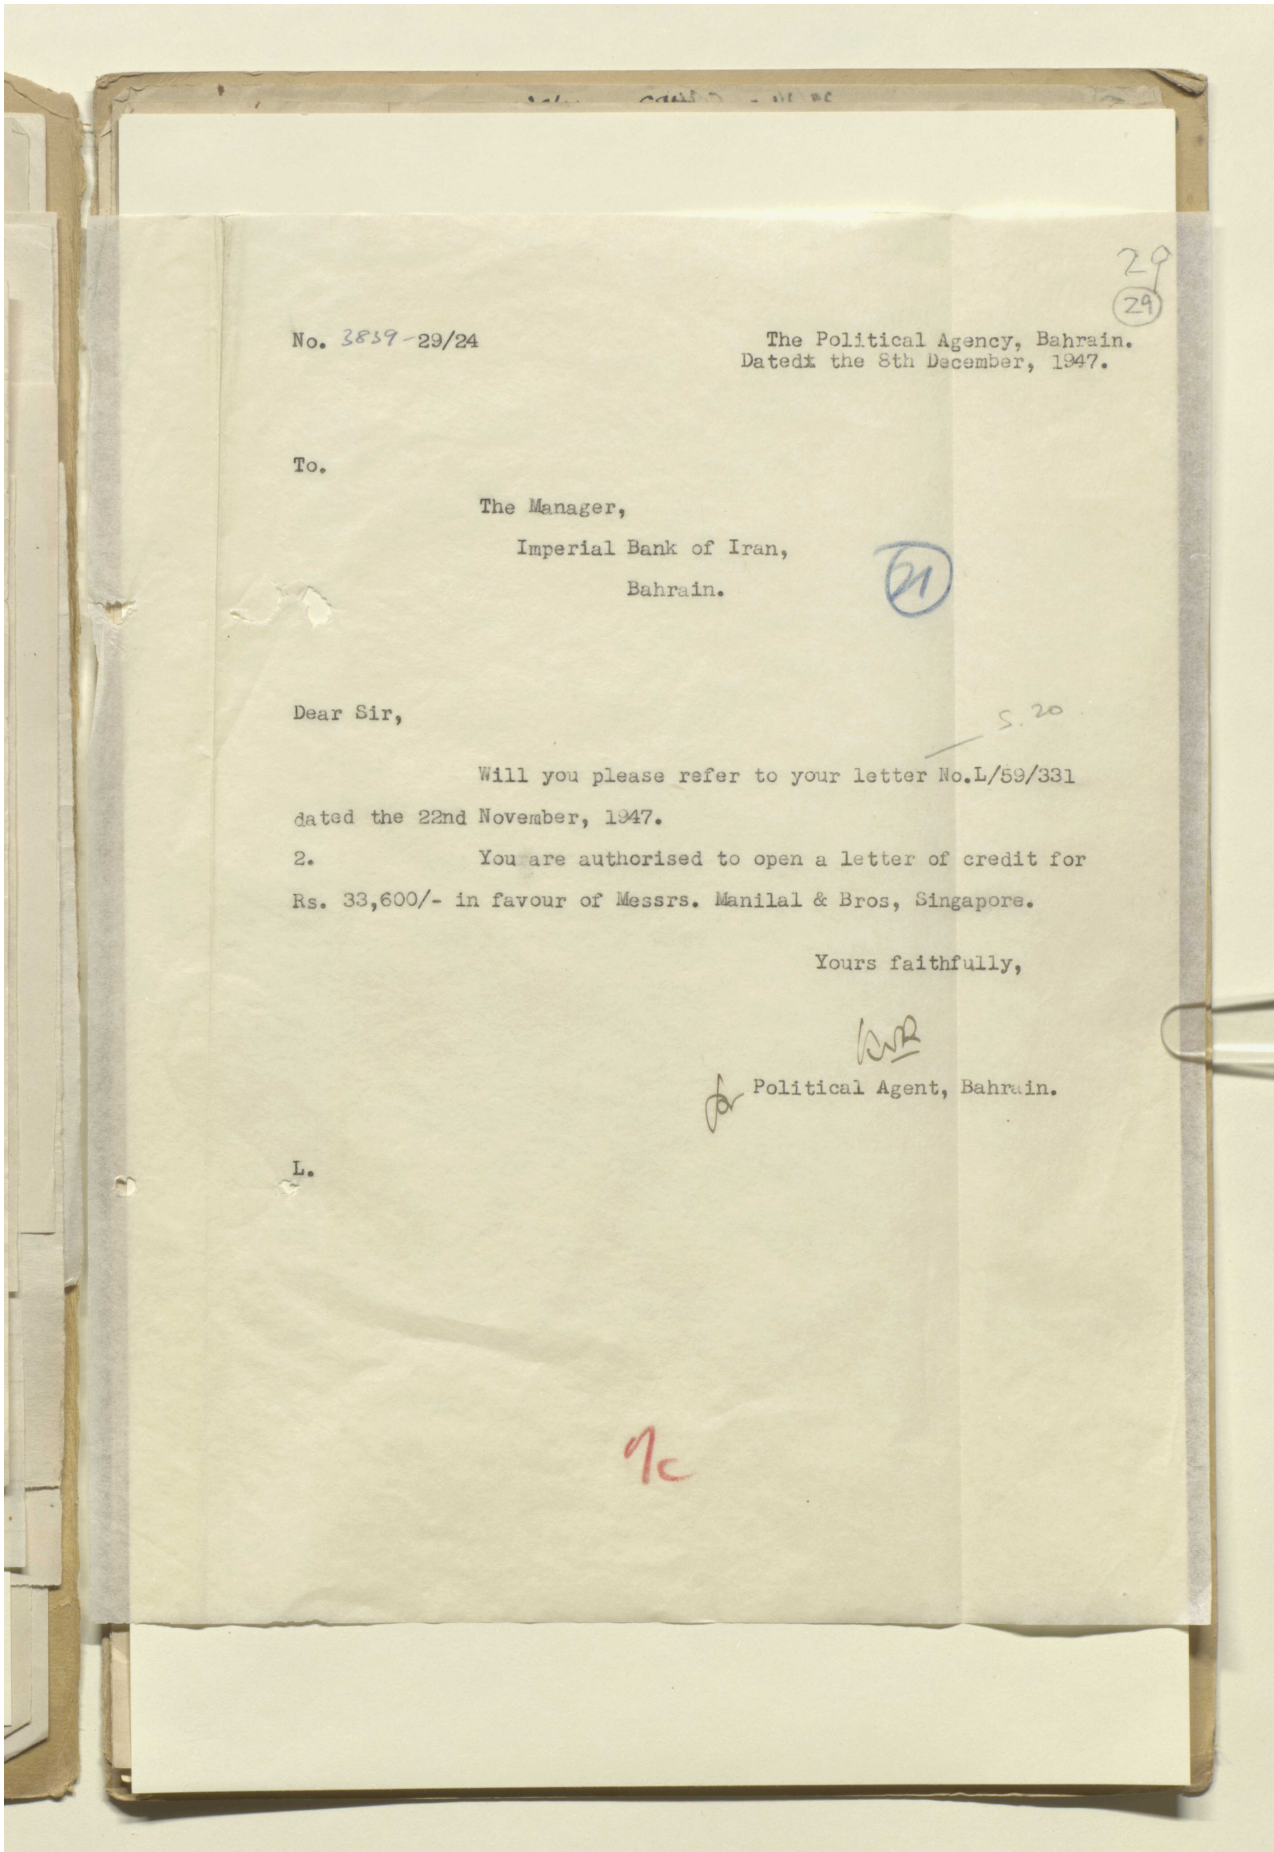 29
29
No. 3859-29/24
The Political Agency, Bahrain.
Dated the 8th December, 1947.
To.
The Manager,
Imperial Bank of Iran,
Bahrain.
21
Dear Sir,
S. 20.
Will you please refer to your letter No.L/59/331
dated the 22nd November, 1947.
2. You are authorised to open a letter of credit for
Rs. 33,600/- in favour of Messrs. Manilal & Bros, Singapore.
Yours faithfully,
for Political Agent, Bahrain.
L.